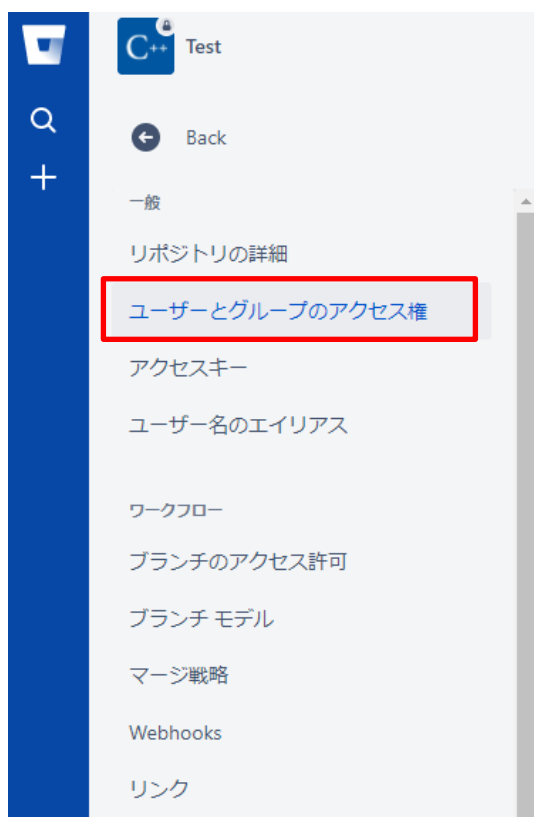 C++
Test
Back
一般
リポジトリの詳細
ユーザーとグループのアクセス権
アクセスキー
ユーザー名のエイリアス
ワークフロー
ブランチのアクセス許可
ブランチ モデル
マージ戦略
Webhooks
リンク